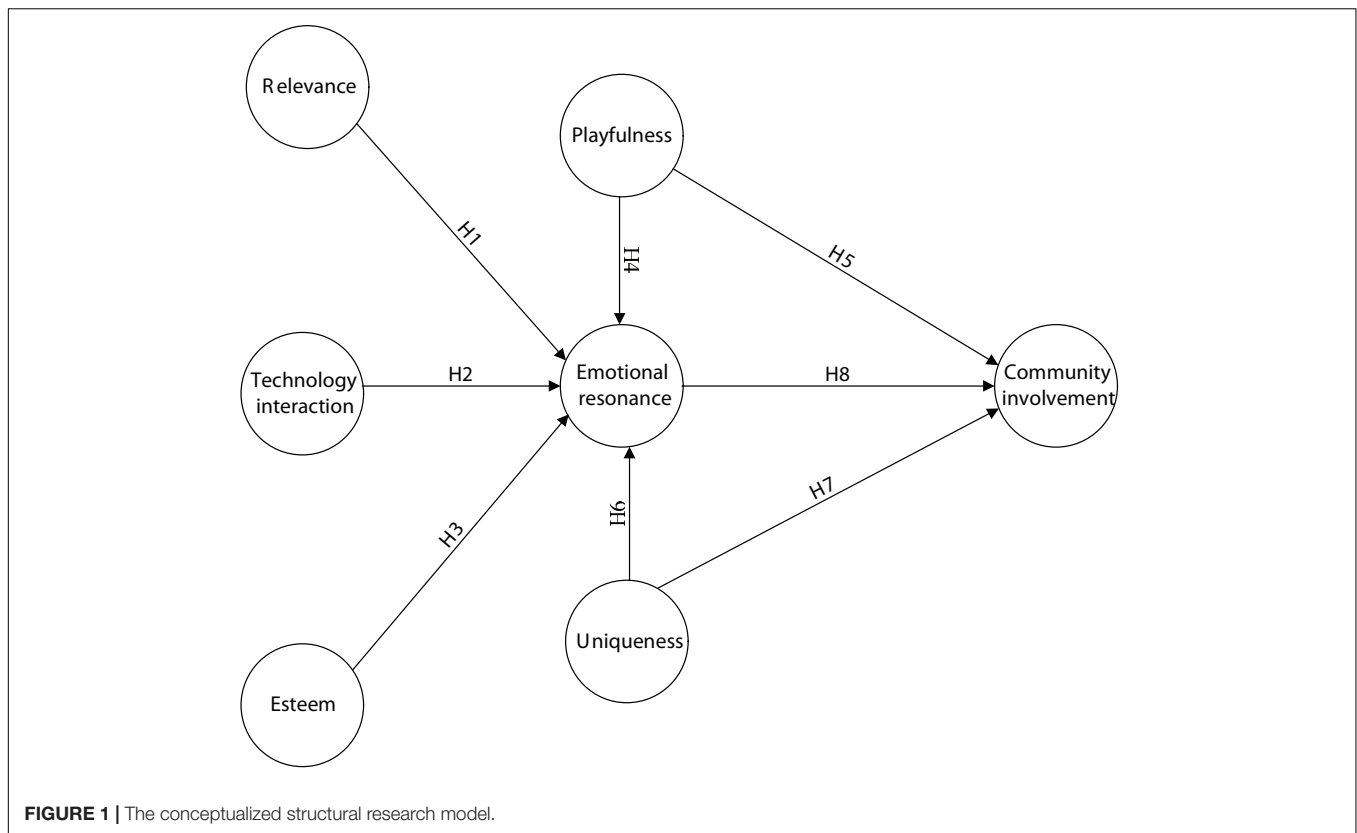 Relevance
Playfulness
H1
H4
H5
Technology
interaction
H2
Emotional
resonance
H8
Community
involvement
H3
H6
H7
Uniqueness
Esteem
FIGURE 1 | The conceptualized structural research model.